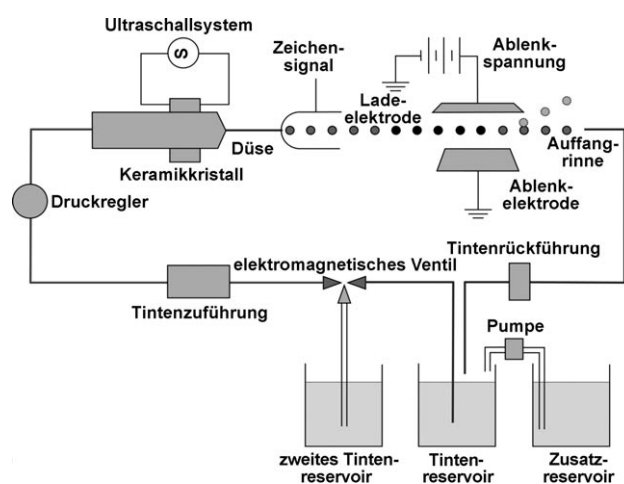 Ultraschallsystem
S
Zeichen-
signal
Ablenk-
spannung
Lade-
elektrode
Düse
Keramikkristall
Auffang-
rinne
Ablenk-
elektrode
Druckregler
Tintenrückführung
elektromagnetisches Ventil
Tintenzuführung
Pumpe
zweites Tinten-
reservoir
Tinten-
reservoir
Zusatz-
reservoir